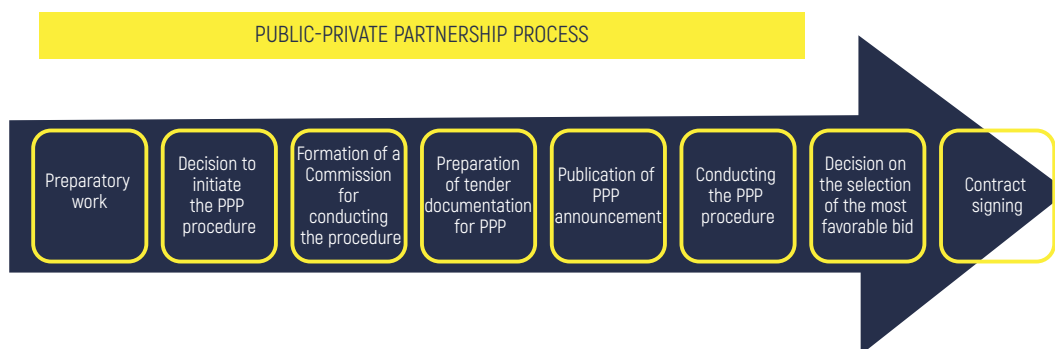 PUBLIC-PRIVATE PARTNERSHIP PROCESS
Preparatory
work
Decision to
initiate
the PPP
procedure
Formation of a
Commission
for
conducting
the procedure
Preparation
of tender
documentation
for PPP
Publication of
PPP
announcement
Conducting
the PPP
procedure
Decision on
the selection
of the most
favorable bid
Contract
signing